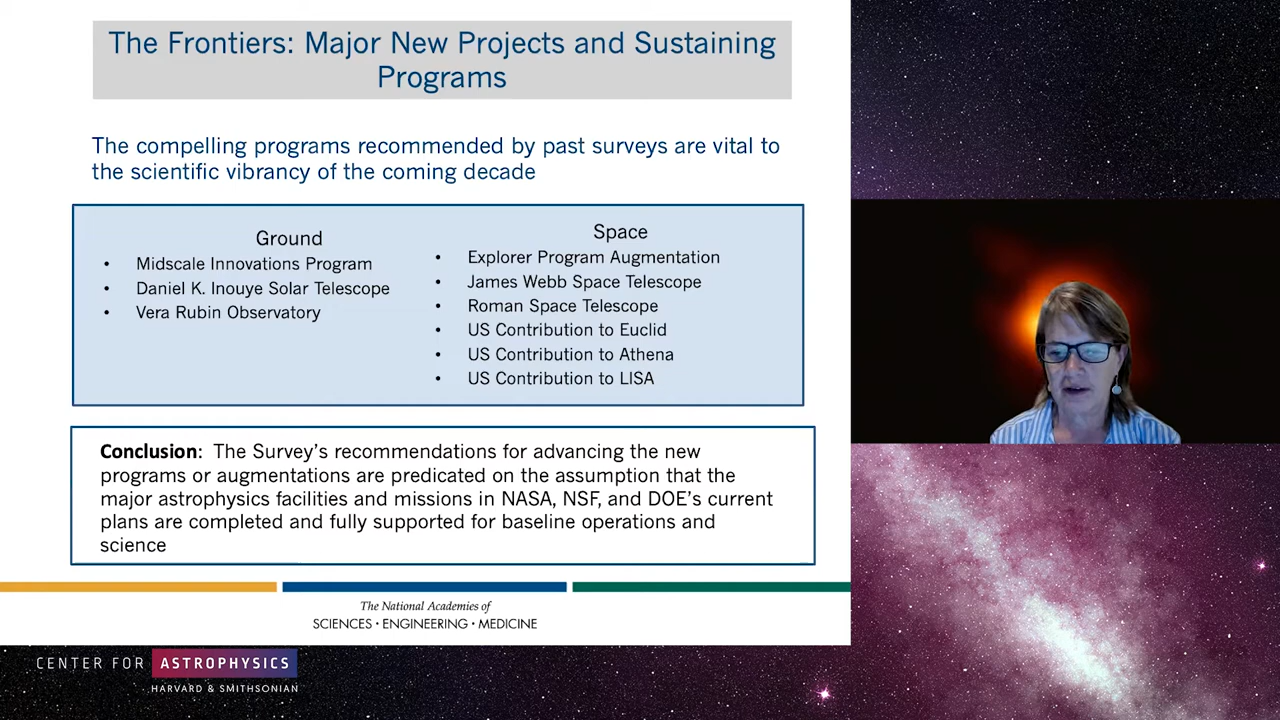 The Frontiers: Major New Projects and Sustaining
Programs
The compelling programs recommended by past surveys are vital to
the scientific vibrancy of the coming decade
Ground
• Midscale Innovations Program
• Daniel K. Inouye Solar Telescope
• Vera Rubin Observatory
Space
• Explorer Program Augmentation
• James Webb Space Telescope
• Roman Space Telescope
• US Contribution to Euclid
• US Contribution to Athena
• US Contribution to LISA
Conclusion: The Survey's recommendations for advancing the new
programs or augmentations are predicated on the assumption that the
major astrophysics facilities and missions in NASA, NSF, and DOE's current
plans are completed and fully supported for baseline operations and
science
The National Academies of
SCIENCES • ENGINEERING • MEDICINE
CENTER FOR ASTROPHYSICS
HARVARD & SMITHSONIAN